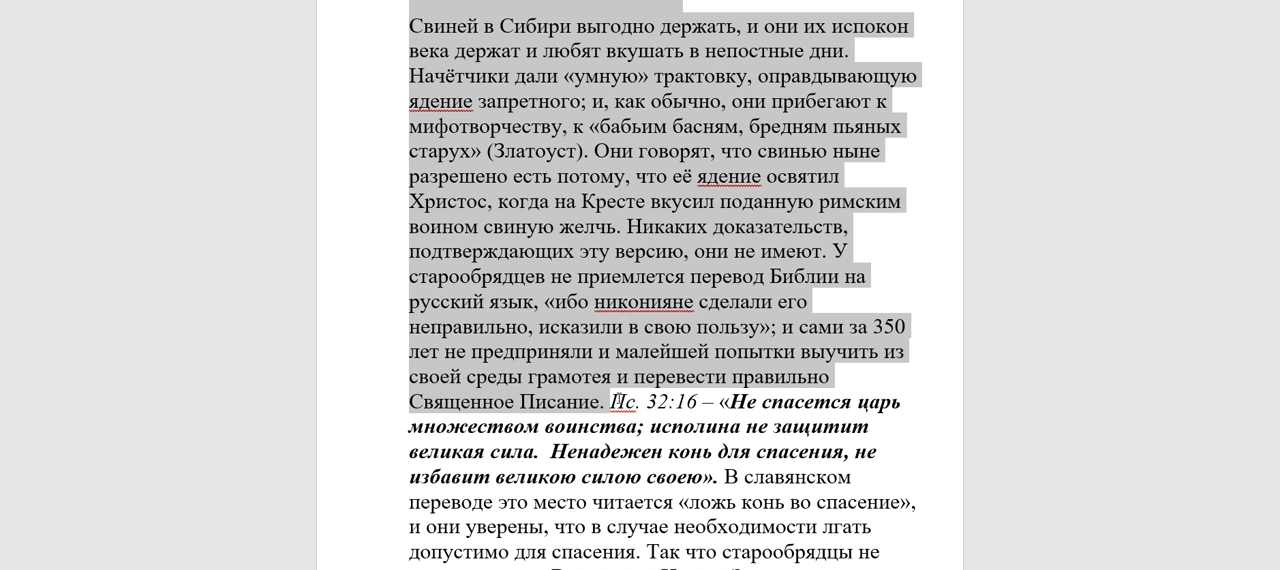 Свиней в Сибири выгодно держать, и они их испокон
века держат и любят вкушать в непостные дни.
Начётчики дали «умную» трактовку, оправдывающую
ядение запретного; и, как обычно, они прибегают к
мифотворчеству, к «бабьим басням, бредням пьяных
старух» (Златоуст). Они говорят, что свинью ныне
разрешено есть потому, что её ядение освятил
Христос, когда на Кресте вкусил поданную римским
воином свиную желчь. Никаких доказательств,
подтверждающих эту версию, они не имеют. У
старообрядцев не приемлется перевод Библии на
русский язык, «ибо никонияне сделали его
неправильно, исказили в свою пользу»; и сами за 350
лет не предприняли и малейшей попытки выучить из
своей среды грамотея и перевести правильно
Священное Писание. Пс. 32:16 – «Не спасется царь
множеством воинства; исполина не защитит
великая сила.  Ненадежен конь для спасения, не
избавит великою силою своею». В славянском
переводе это место читается «ложь конь во спасение»,
и они уверены, что в случае необходимости лгать
допустимо для спасения. Так что старообрядцы не